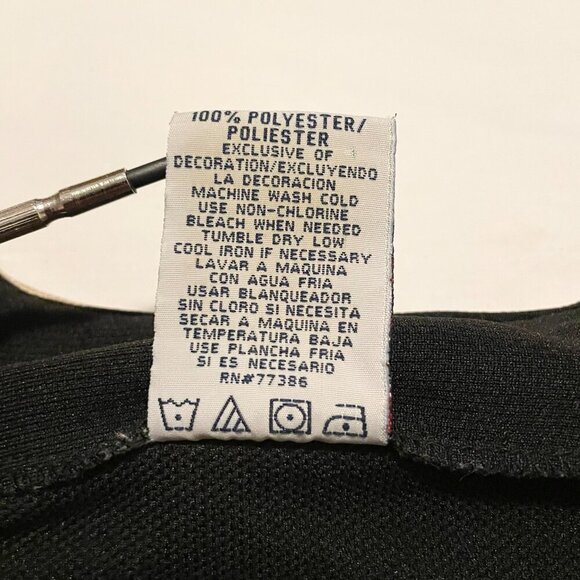 100% POLYESTER/
POLIESTER
EXCLUSIVE OF
DECORATION/EXCLUYENDO
LA DECORACION
MACHINE WASH COLD
USE NON-CHLORINE
BLEACH WHEN NEEDED
TUMBLE DRY LOW
COOL IRON IF NECESSARY
LAVAR A MAQUINA
CON AGUA FRIA
USAR BLANQUEADOR
SIN CLORO SI NECESITA
SECAR A MAQUINA EN
TEMPERATURA BAJA
USE PLANCHA FRIA
SI ES NECESARIO
RN#77386